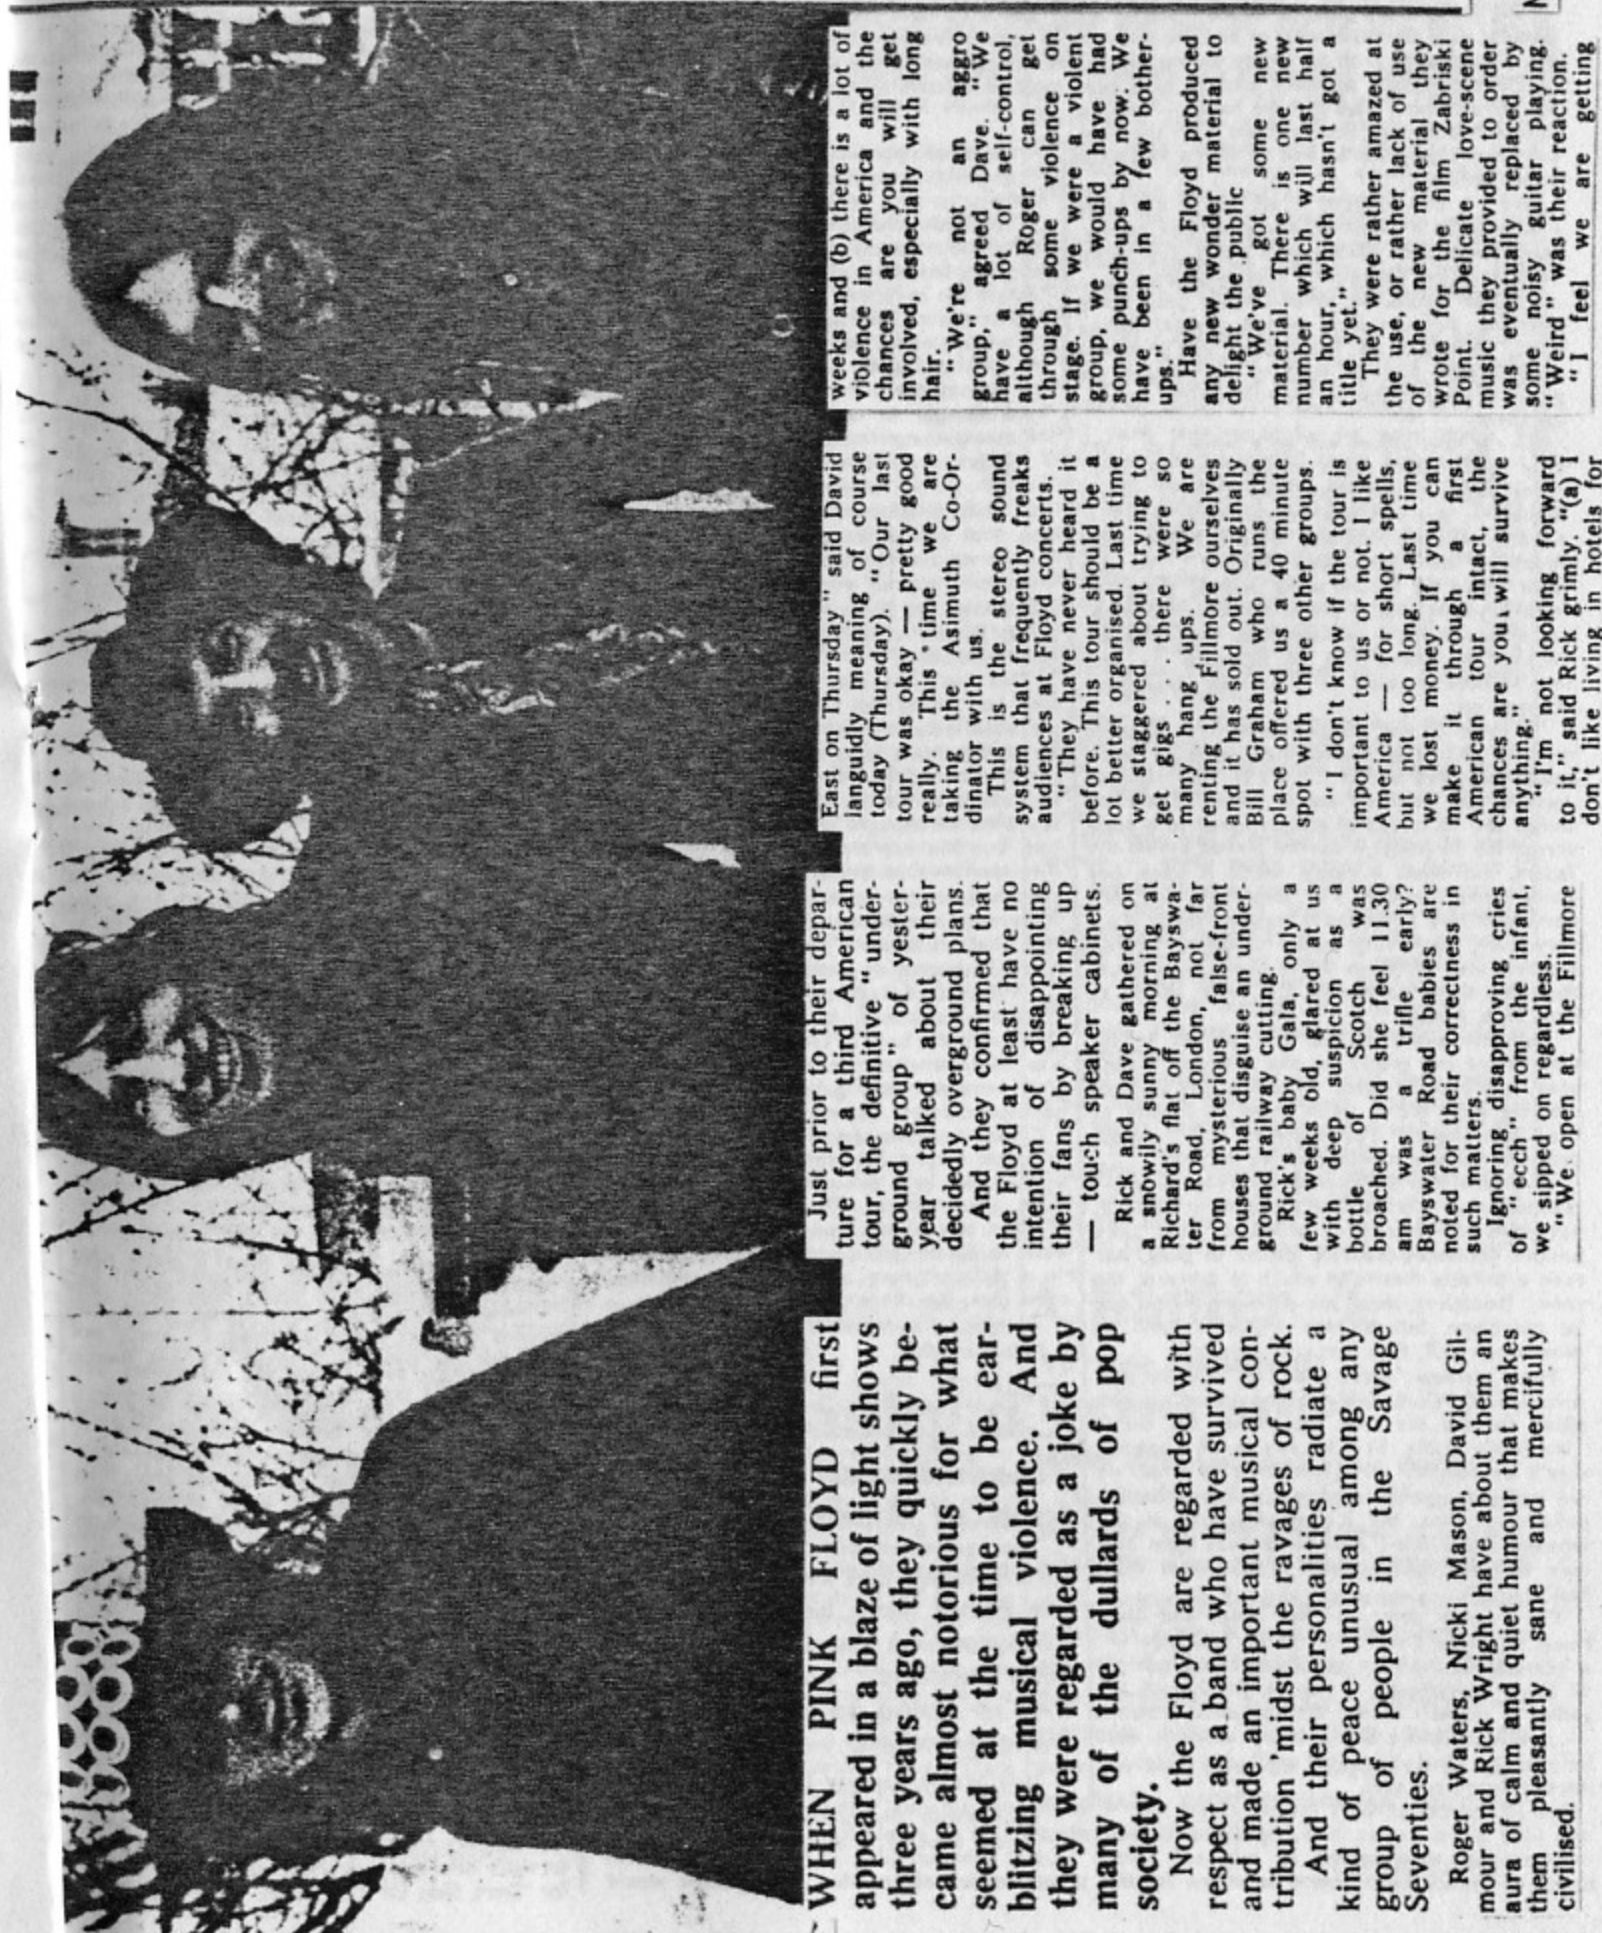 WHEN PINK FLOYD first
appeared in a blaze of light shows
three years ago, they quickly be-
came almost notorious for what
seemed at the time to be ear-
blitzing musical violence. And
they were regarded as a joke by
many of the dullards of pop
society.
Now the Floyd are regarded with
respect as a band who have survived
and made an important musical con-
tribution 'midst the ravages of rock.
And their personalities radiate a
kind of peace unusual among any
group of people in the Savage
Seventies.
Roger Waters, Nicki Mason, David Gil-
mour and Rick Wright have about them an
aura of calm and quiet humour that makes
them pleasantly sane and mercifully
civilised.
Just prior to their depar-
ture for a third American
tour, the definitive "under-
ground group" of yester-
year talked about their
decidedly overground plans.
And they confirmed that
the Floyd at least have no
intention of disappointing
their fans by breaking up
— touch speaker cabinets.
Rick and Dave gathered on
a snowily sunny morning at
Richard's flat off the Bayswa-
ter Road, London, not far
from mysterious false-front
houses that disguise an under-
ground railway cutting.
Rick's baby Gala, only a
few weeks old, glared at us
with deep suspicion as a
bottle of Scotch was
broached. Did she feel 11.30
am was a trifle early?
Bayswater Road babies are
noted for their correctness in
such matters.
Ignoring disapproving cries
of "ecch" from the infant,
we sipped on regardless.
"We open at the Fillmore
East on Thursday" said David
languidly meaning of course
today (Thursday). "Our last
tour was okay — pretty good
really. This time we are
taking the Asimuth Co-Or-
dinator with us.
This is the stereo sound
system that frequently freaks
audiences at Floyd concerts.
"They have never heard it
before. This tour should be a
lot better organised. Last time
we staggered about trying to
get gigs . . there were so
many hang ups. We are
renting the Fillmore ourselves
and it has sold out. Originally
Bill Graham who runs the
place offered us a 40 minute
spot with three other groups.
"I don't know if the tour is
important to us or not. I like
America — for short spells,
but not too long. Last time
we lost money. If you can
make it through a first
American tour intact, the
chances are you will survive
anything."
"I'm not looking forward
to it," said Rick grimly. "(a) I
don't like living in hotels for
weeks and (b) there is a lot of
violence in America and the
chances are you will get
involved, especially with long
hair.
"We're not an aggro
group," agreed Dave. "We
have a lot of self-control,
although Roger can get
through some violence on
stage. If we were a violent
group, we would have had
some punch-ups by now. We
have been in a few bother-
ups."
Have the Floyd produced
any new wonder material to
delight the public
"We've got some new
material. There is one new
number which will last half
an hour, which hasn't got a
title yet."
They were rather amazed at
the use, or rather lack of use
of the new material they
wrote for the film Zabriski
Point. Delicate love-scene
music they provided to order
was eventually replaced by
some noisy guitar playing.
"Weird" was their reaction.
"I feel we are getting